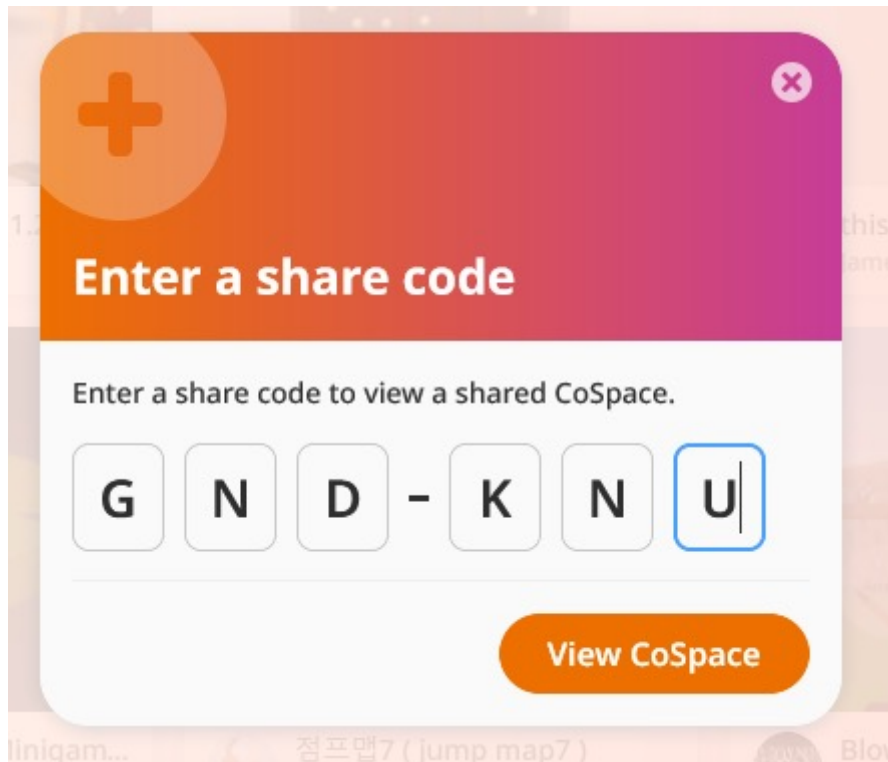 Enter a share code
Enter a share code to view a shared CoSpace.
G N D - K N U
View CoSpace
점프맵7 ( jump map7 )